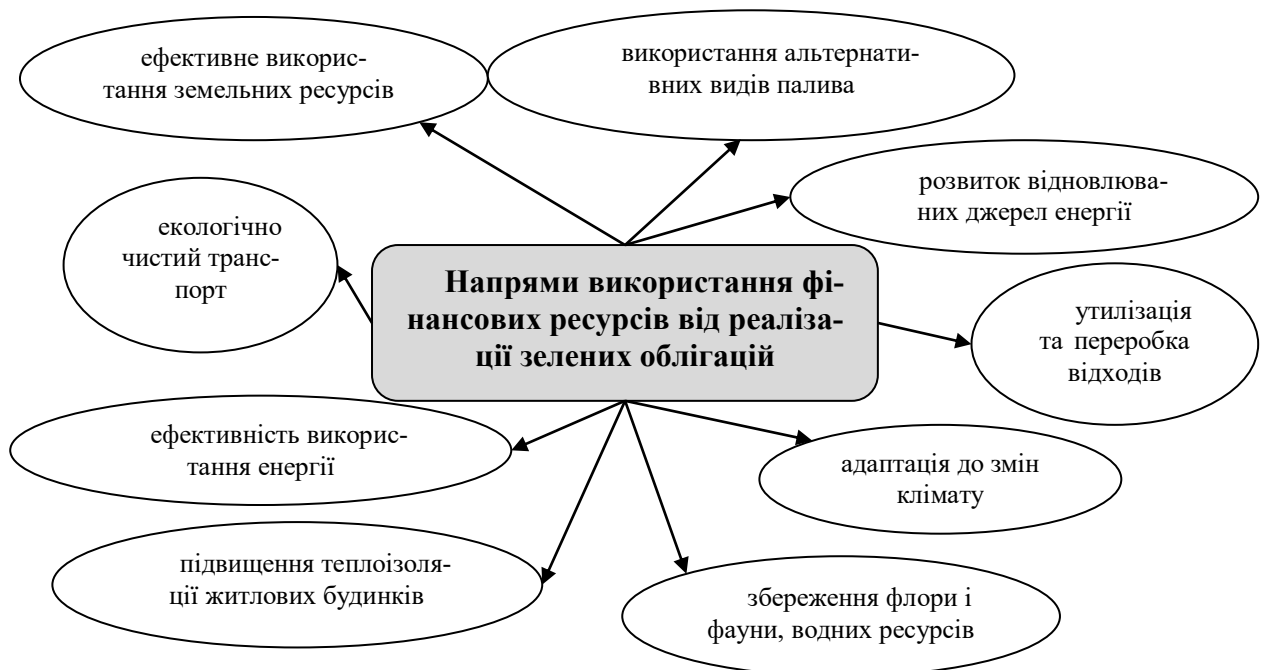 ефективне викорис-
тання земельних ресурсів
використання альтернати-
вних видів палива
розвиток відновлюва-
них джерел енергії
екологічно
чистий транс-
порт
Напрями використання фі-
нансових ресурсів від реаліза-
ції зелених облігацій
утилізація
та переробка
відходів
ефективність викорис-
тання енергії
адаптація до змін
клімату
підвищення теплоізоля-
ції житлових будинків
збереження флори і
фауни, водних ресурсів